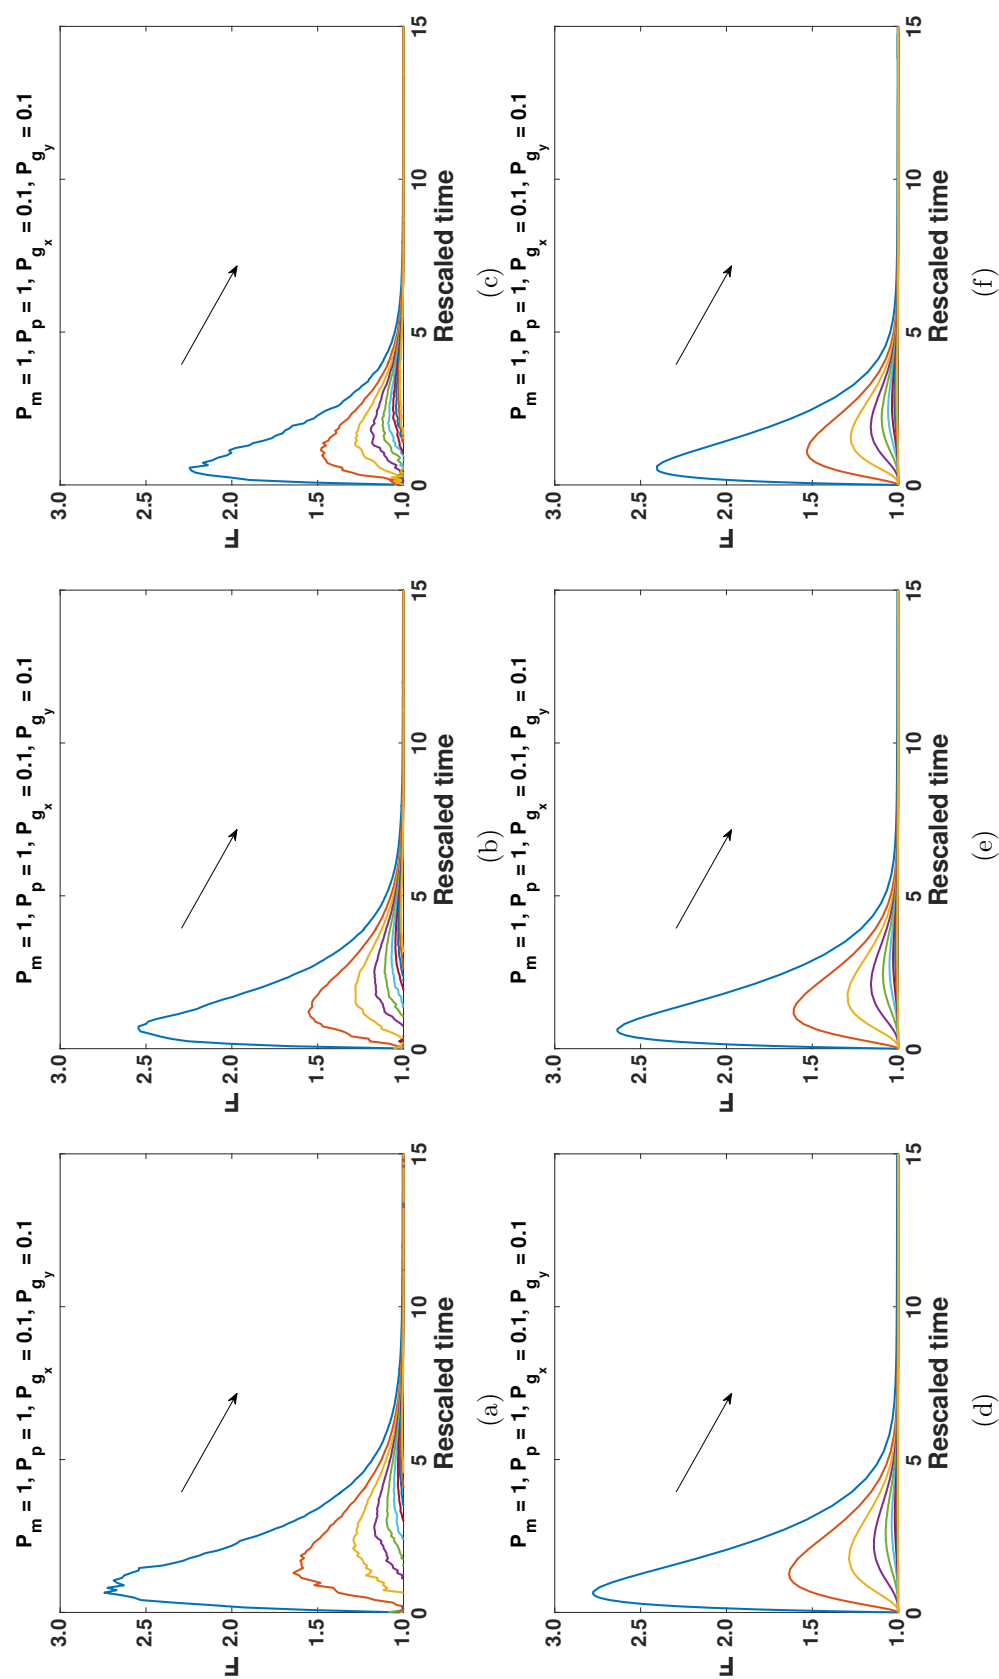 P_m = 1, P_p = 1, P_g_x = 0.1, P_g_y = 0.1
3.0
2.5
F 2.0
1.5
1.0
0 5 10 15
Rescaled time
(a)
P_m = 1, P_p = 1, P_g_x = 0.1, P_g_y = 0.1
3.0
2.5
F 2.0
1.5
1.0
0 5 10 15
Rescaled time
(b)
P_m = 1, P_p = 1, P_g_x = 0.1, P_g_y = 0.1
3.0
2.5
F 2.0
1.5
1.0
0 5 10 15
Rescaled time
(c)
P_m = 1, P_p = 1, P_g_x = 0.1, P_g_y = 0.1
3.0
2.5
F 2.0
1.5
1.0
0 5 10 15
Rescaled time
(d)
P_m = 1, P_p = 1, P_g_x = 0.1, P_g_y = 0.1
3.0
2.5
F 2.0
1.5
1.0
0 5 10 15
Rescaled time
(e)
P_m = 1, P_p = 1, P_g_x = 0.1, P_g_y = 0.1
3.0
2.5
F 2.0
1.5
1.0
0 5 10 15
Rescaled time
(f)